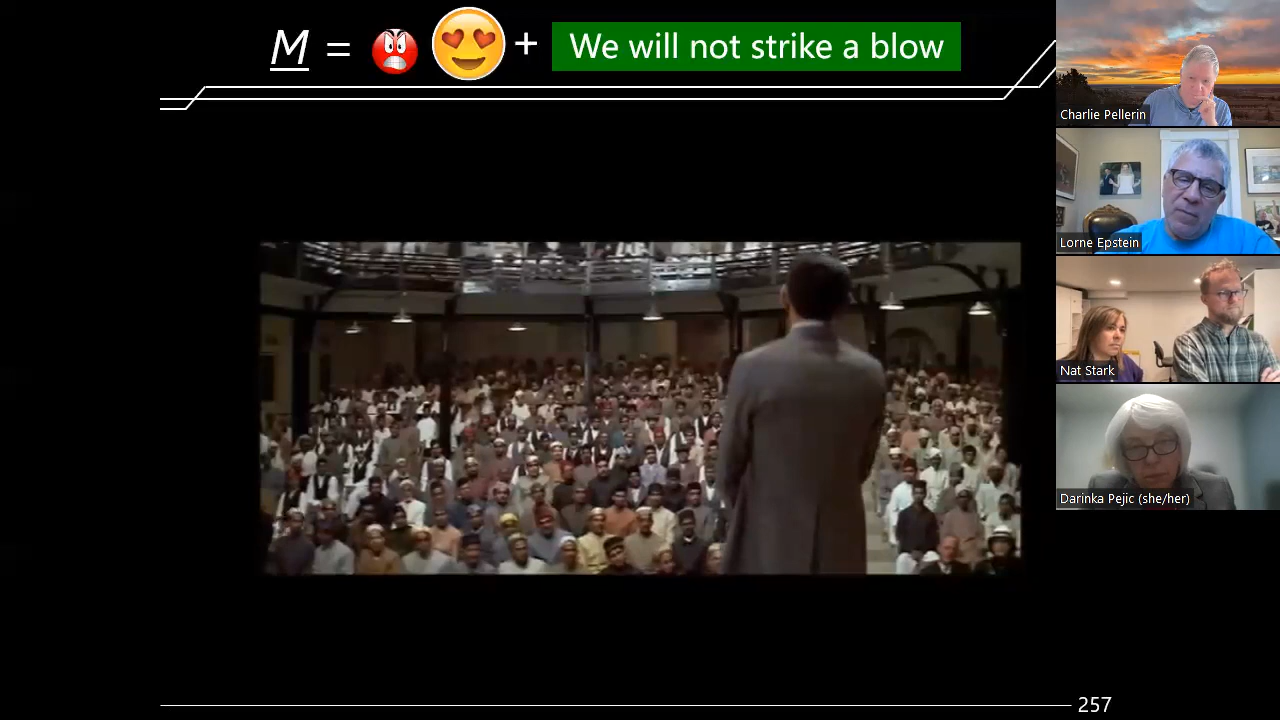 M = + We will not strike a blow
Charlie Pellerin
Lorne Epstein
Nat Stark
Darinka Pejic (she/her)
257